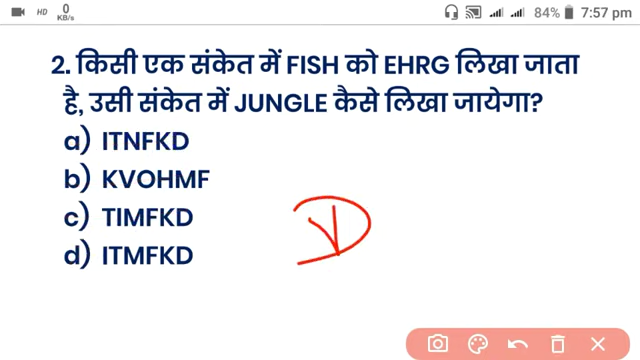 HD 0 KB/s 84% 7:57 pm
2. किसी एक संकेत में FISH को EHRG लिखा जाता
है, उसी संकेत में JUNGLE कैसे लिखा जायेगा?
a) ITNFKD
b) KVOHMF
c) TIMFKD
d) ITMFKD
D